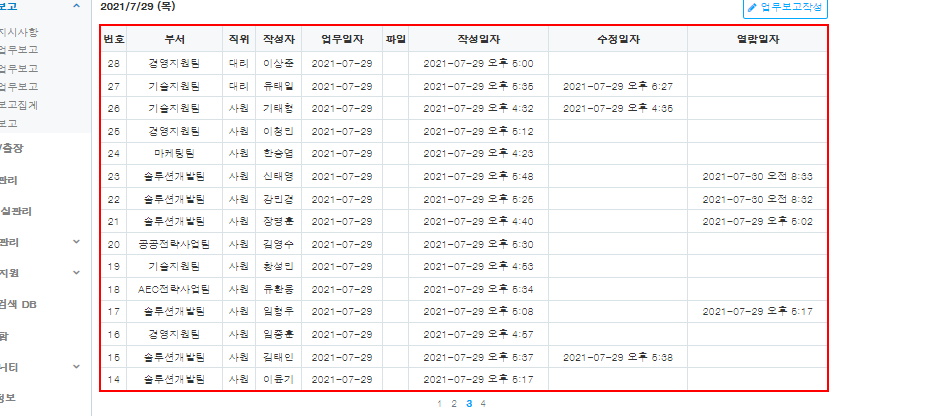 보고
2021/7/29 (목)
업무보고작성
지시사항
업무보고
업무보고
업무보고
보고집계
보고
/출장
관리
실관리
관리
지원
검색 DB
함
니티
정보
번호 부서 직위 작성자 업무일자 파일 작성일자 수정일자 열람일자
28 경영지원팀 대리 이상준 2021-07-29 2021-07-29 오후 6:00
27 기술지원팀 대리 유태일 2021-07-29 2021-07-29 오후 5:35 2021-07-29 오후 6:27
26 기술지원팀 사원 기태형 2021-07-29 2021-07-29 오후 4:32 2021-07-29 오후 4:35
25 경영지원팀 사원 이청민 2021-07-29 2021-07-29 오후 5:12
24 마케팅팀 사원 한승엽 2021-07-29 2021-07-29 오후 4:23
23 솔루션개발팀 사원 신태영 2021-07-29 2021-07-29 오후 5:48 2021-07-30 오전 8:33
22 솔루션개발팀 사원 강민경 2021-07-29 2021-07-29 오후 5:25 2021-07-30 오전 8:32
21 솔루션개발팀 사원 장명훈 2021-07-29 2021-07-29 오후 4:40 2021-07-29 오후 5:02
20 공공전략사업팀 사원 김영수 2021-07-29 2021-07-29 오후 5:30
19 기술지원팀 사원 황성민 2021-07-29 2021-07-29 오후 4:53
18 AEO전략사업팀 사원 유환웅 2021-07-29 2021-07-29 오후 5:34
17 솔루션개발팀 사원 임형우 2021-07-29 2021-07-29 오후 5:08 2021-07-29 오후 5:17
16 경영지원팀 사원 임종훈 2021-07-29 2021-07-29 오후 4:57
15 솔루션개발팀 사원 김태인 2021-07-29 2021-07-29 오후 5:37 2021-07-29 오후 5:38
14 솔루션개발팀 사원 이윤기 2021-07-29 2021-07-29 오후 5:17
1 2 3 4